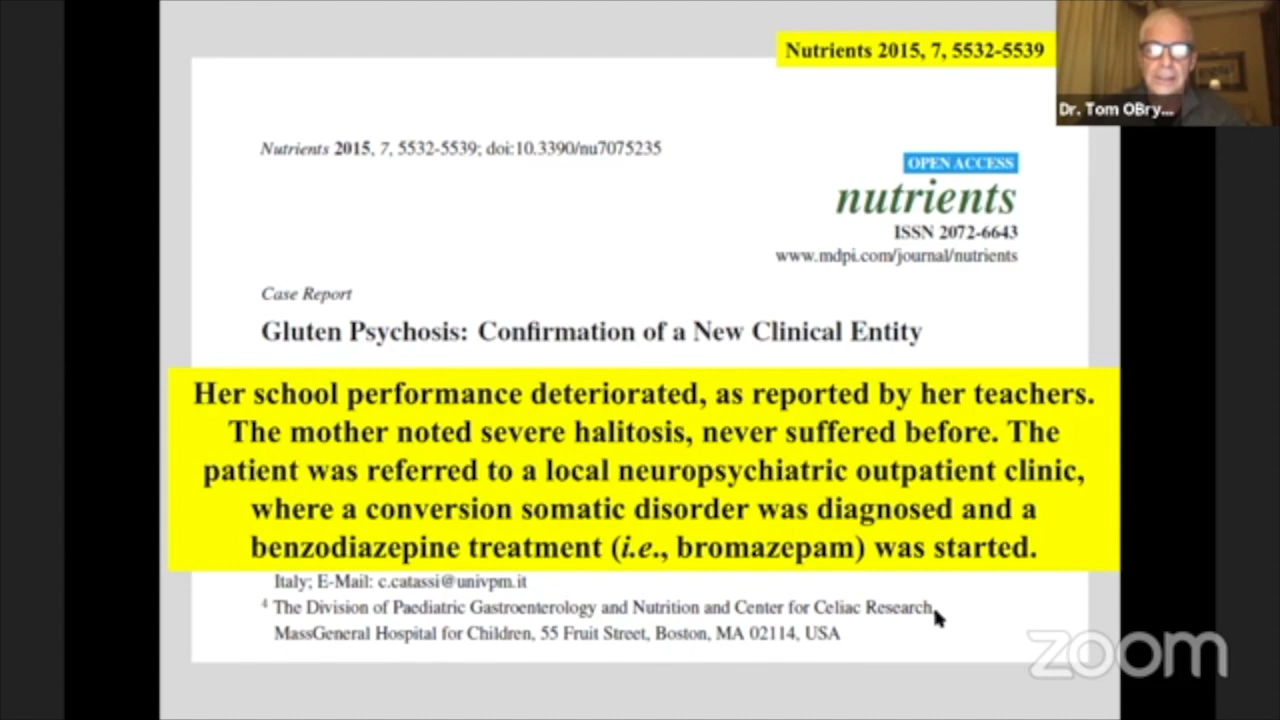 Nutrients 2015, 7, 5532-5539
Dr. Tom OBry...
Nutrients 2015, 7, 5532-5539; doi:10.3390/nu7075235
OPEN ACCESS
nutrients
ISSN 2072-6643
www.mdpi.com/journal/nutrients
Case Report
Gluten Psychosis: Confirmation of a New Clinical Entity
Her school performance deteriorated, as reported by her teachers.
The mother noted severe halitosis, never suffered before. The
patient was referred to a local neuropsychiatric outpatient clinic,
where a conversion somatic disorder was diagnosed and a
benzodiazepine treatment (i.e., bromazepam) was started.
Italy; E-Mail: c.catassi@univpm.it
4 The Division of Paediatric Gastroenterology and Nutrition and Center for Celiac Research,
MassGeneral Hospital for Children, 55 Fruit Street, Boston, MA 02114, USA
zoom